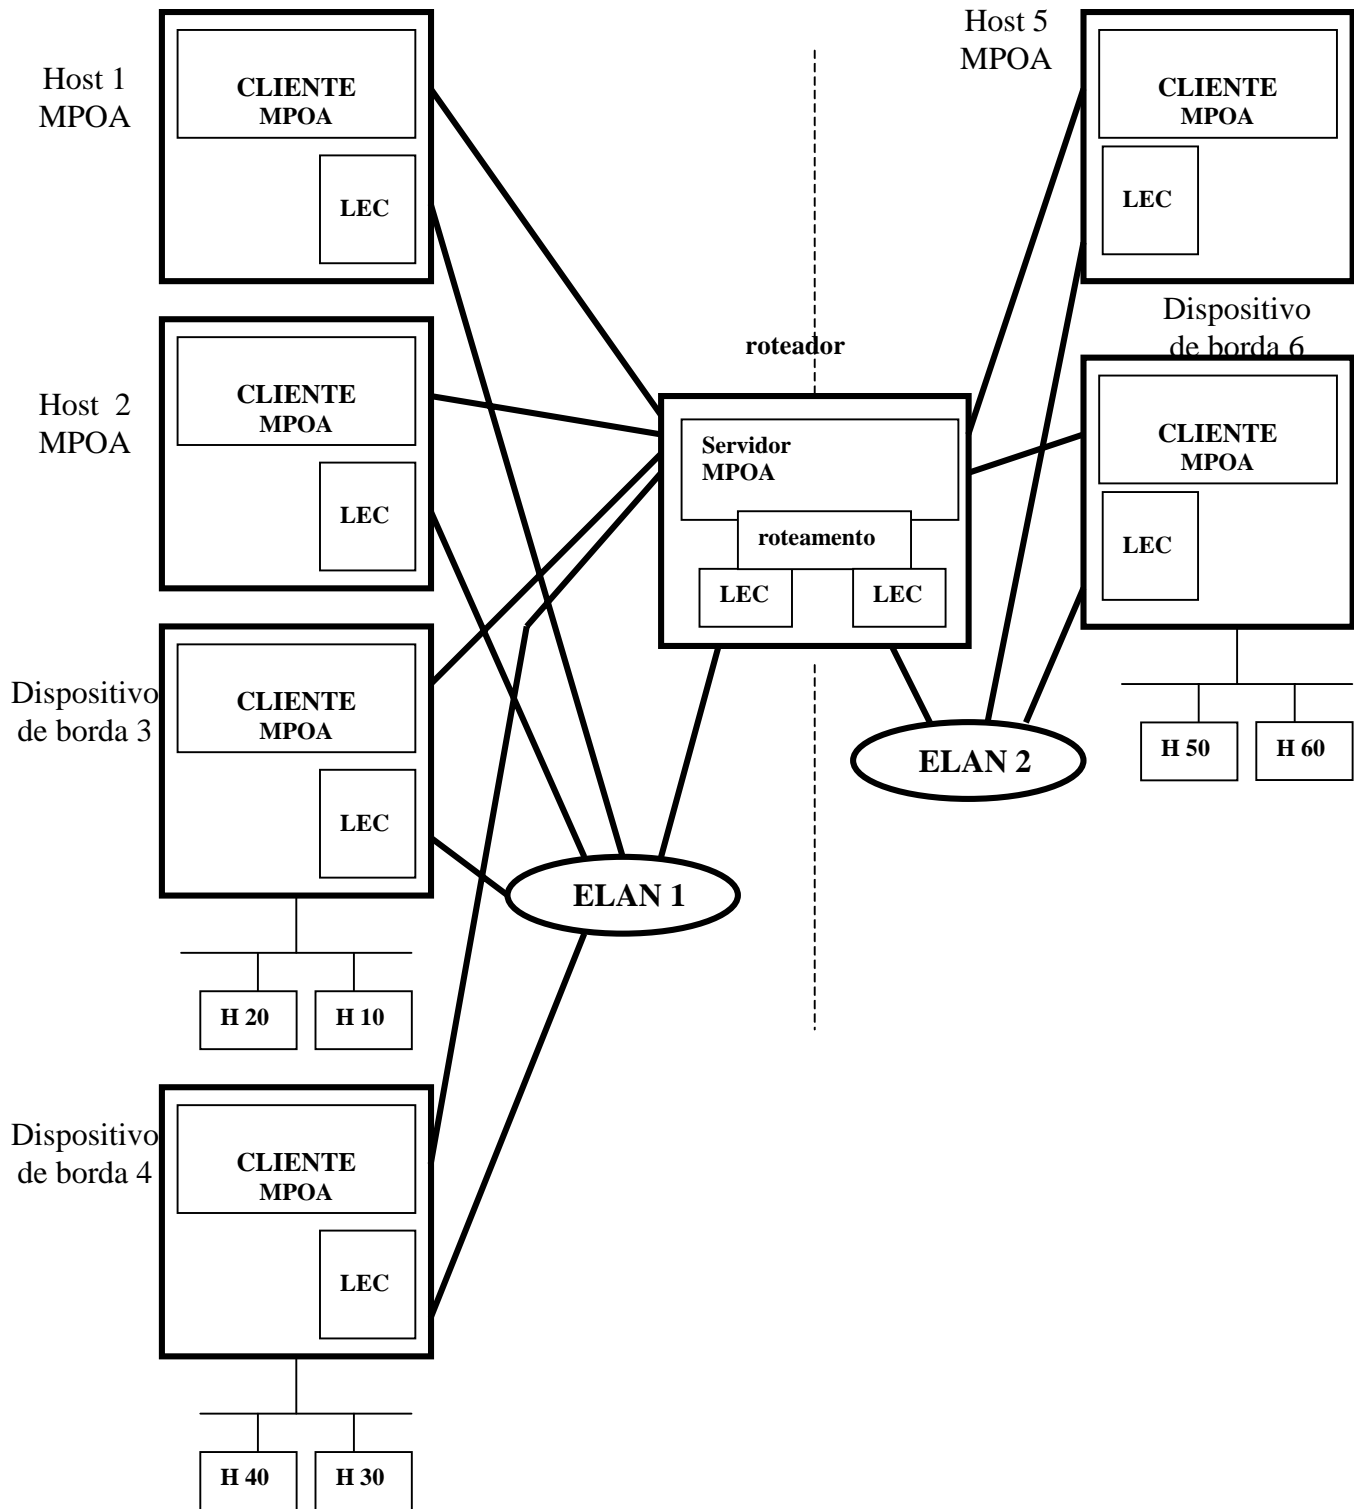 Host 1
MPOA
CLIENTE
MPOA
LEC
Host 5
MPOA
CLIENTE
MPOA
LEC
Host 2
MPOA
CLIENTE
MPOA
LEC
roteador
Servidor
MPOA
roteamento
LEC
LEC
Dispositivo
de borda 6
CLIENTE
MPOA
LEC
H 50
H 60
ELAN 2
Dispositivo
de borda 3
CLIENTE
MPOA
LEC
ELAN 1
H 20
H 10
Dispositivo
de borda 4
CLIENTE
MPOA
LEC
H 40
H 30